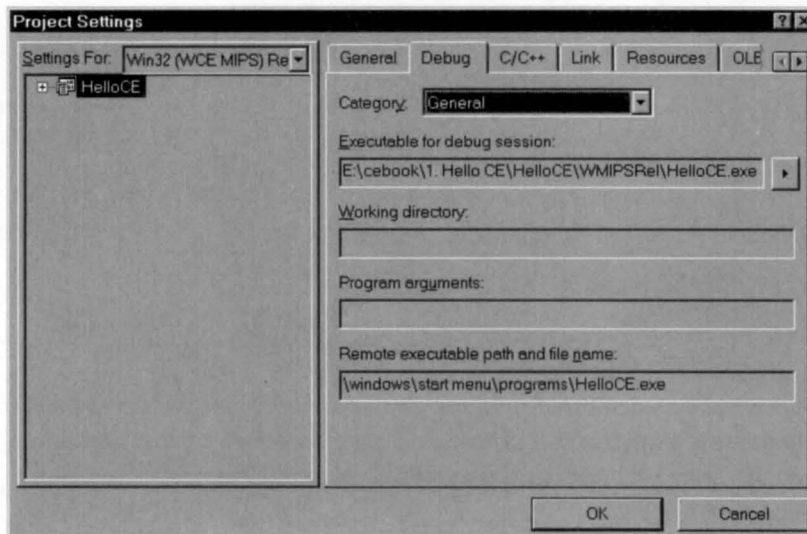 Project Settings
Settings For: Win32 (WCE MIPS) Re
HelloCE
General Debug C/C++ Link Resources OLE
Category: General
Executable for debug session:
E:\cebook\1. Hello CE\HelloCE\WMIPSRel\HelloCE.exe
Working directory:
Program arguments:
Remote executable path and file name:
\windows\start menu\programs\HelloCE.exe
OK Cancel